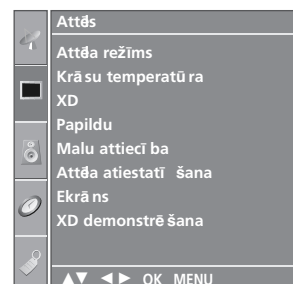 Attēls
Attēla režīms
Krāsu temperatūra
XD
Papildu
Malu attiecība
Attēla atiestatīšana
Ekrāns
XD demonstrēšana
▲▼ ◄► OK MENU